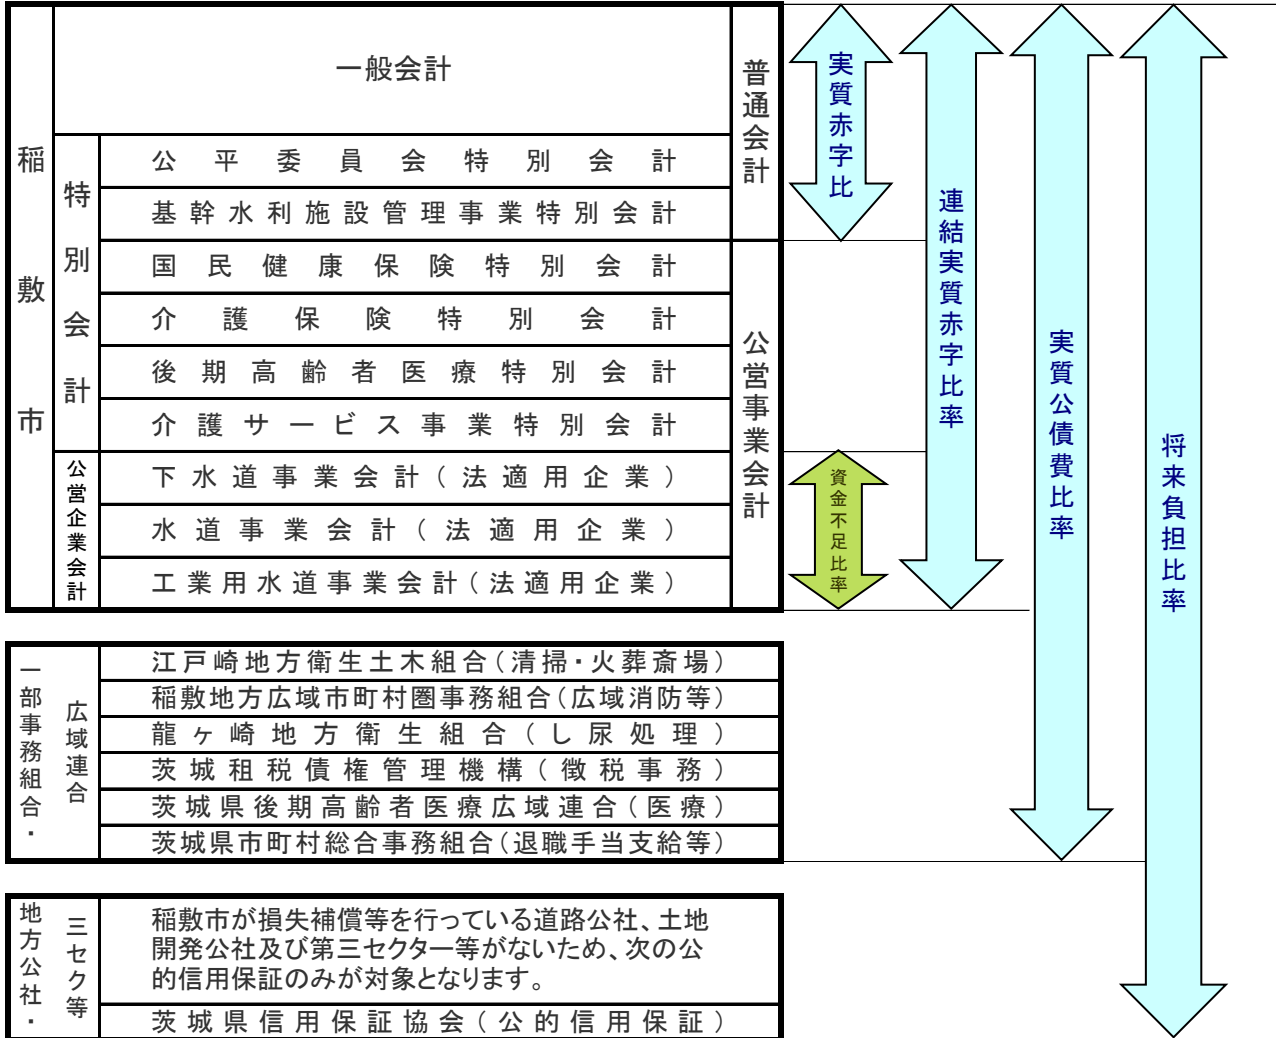 稲敷市
一般会計
普通会計
特別会計
公平委員会特別会計
基幹水利施設管理事業特別会計
国民健康保険特別会計
介護保険特別会計
後期高齢者医療特別会計
介護サービス事業特別会計
公営事業会計
公営企業会計
下水道事業会計(法適用企業)
水道事業会計(法適用企業)
工業用水道事業会計(法適用企業)
実質赤字比
連結実質赤字比率
実質公債費比率
将来負担比率
資金不足比率
一部事務組合・
広域連合
江戸崎地方衛生土木組合(清掃・火葬斎場)
稲敷地方広域市町村圏事務組合(広域消防等)
龍ヶ崎地方衛生組合(し尿処理)
茨城租税債権管理機構(徴税事務)
茨城県後期高齢者医療広域連合(医療)
茨城県市町村総合事務組合(退職手当支給等)
地方公社・
三セク等
稲敷市が損失補償等を行っている道路公社、土地
開発公社及び第三セクター等がないため、次の公
的信用保証のみが対象となります。
茨城県信用保証協会(公的信用保証)